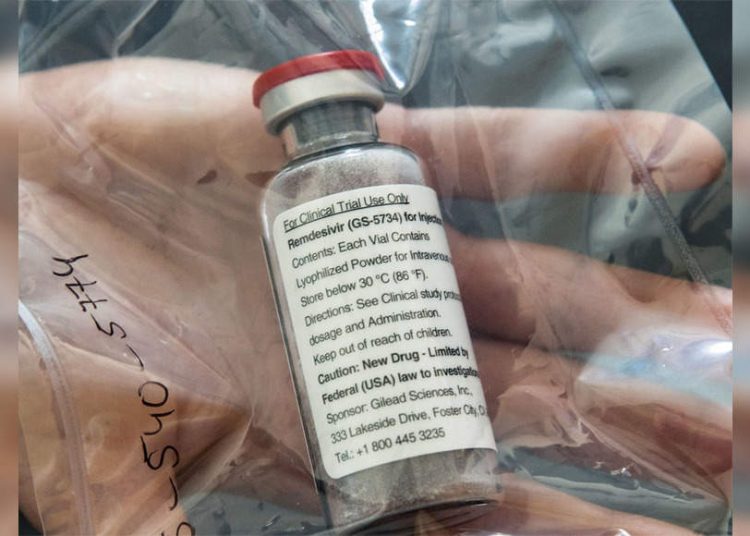 For Clinical Trial Use Only
Remdesivir (GS-5734) for Injection
Contents: Each Vial Contains
Lyophilized Powder for Intravenous
Store below 30 °C (86 °F).
Directions: See Clinical study
dosage and Administration.
Keep out of reach of children.
Caution: New Drug - Limited by
Federal (USA) law to
Sponsor: Gilead Sciences, Inc,
333 Lakeside Drive, Foster City,
Tel.: +1 800 445 3235
-540-5774